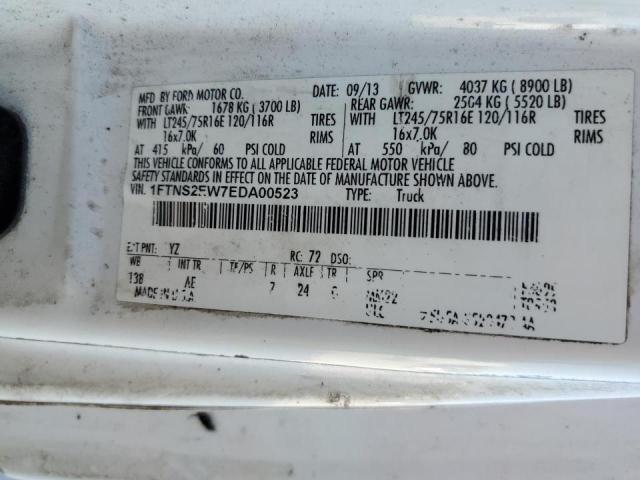 MFD BY FORD MOTOR CO. DATE: 09/13 GVWR: 4037 KG ( 8900 LB)
FRONT GAWR: 1678 KG ( 3700 LB) REAR GAWR: 2504 KG ( 5520 LB)
WITH LT245/75R16E 120/116R TIRES WITH LT245/75R16E 120/116R TIRES
16x7.0K RIMS 16x7.0K RIMS
AT 415 kPa/ 60 PSI COLD AT 550 kPa/ 80 PSI COLD
THIS VEHICLE CONFORMS TO ALL APPLICABLE FEDERAL MOTOR VEHICLE
SAFETY STANDARDS IN EFFECT ON THE DATE OF MANUFACTURE SHOWN ABOVE.
VIN: 1FTNS2EW7EDA00523 TYPE: Truck
EXT PNT: YZ RC: 72 DSO:
WB INT TR TP/PS R AXLE TR SPR
138 AE 7 24
MADE IN U.S.A